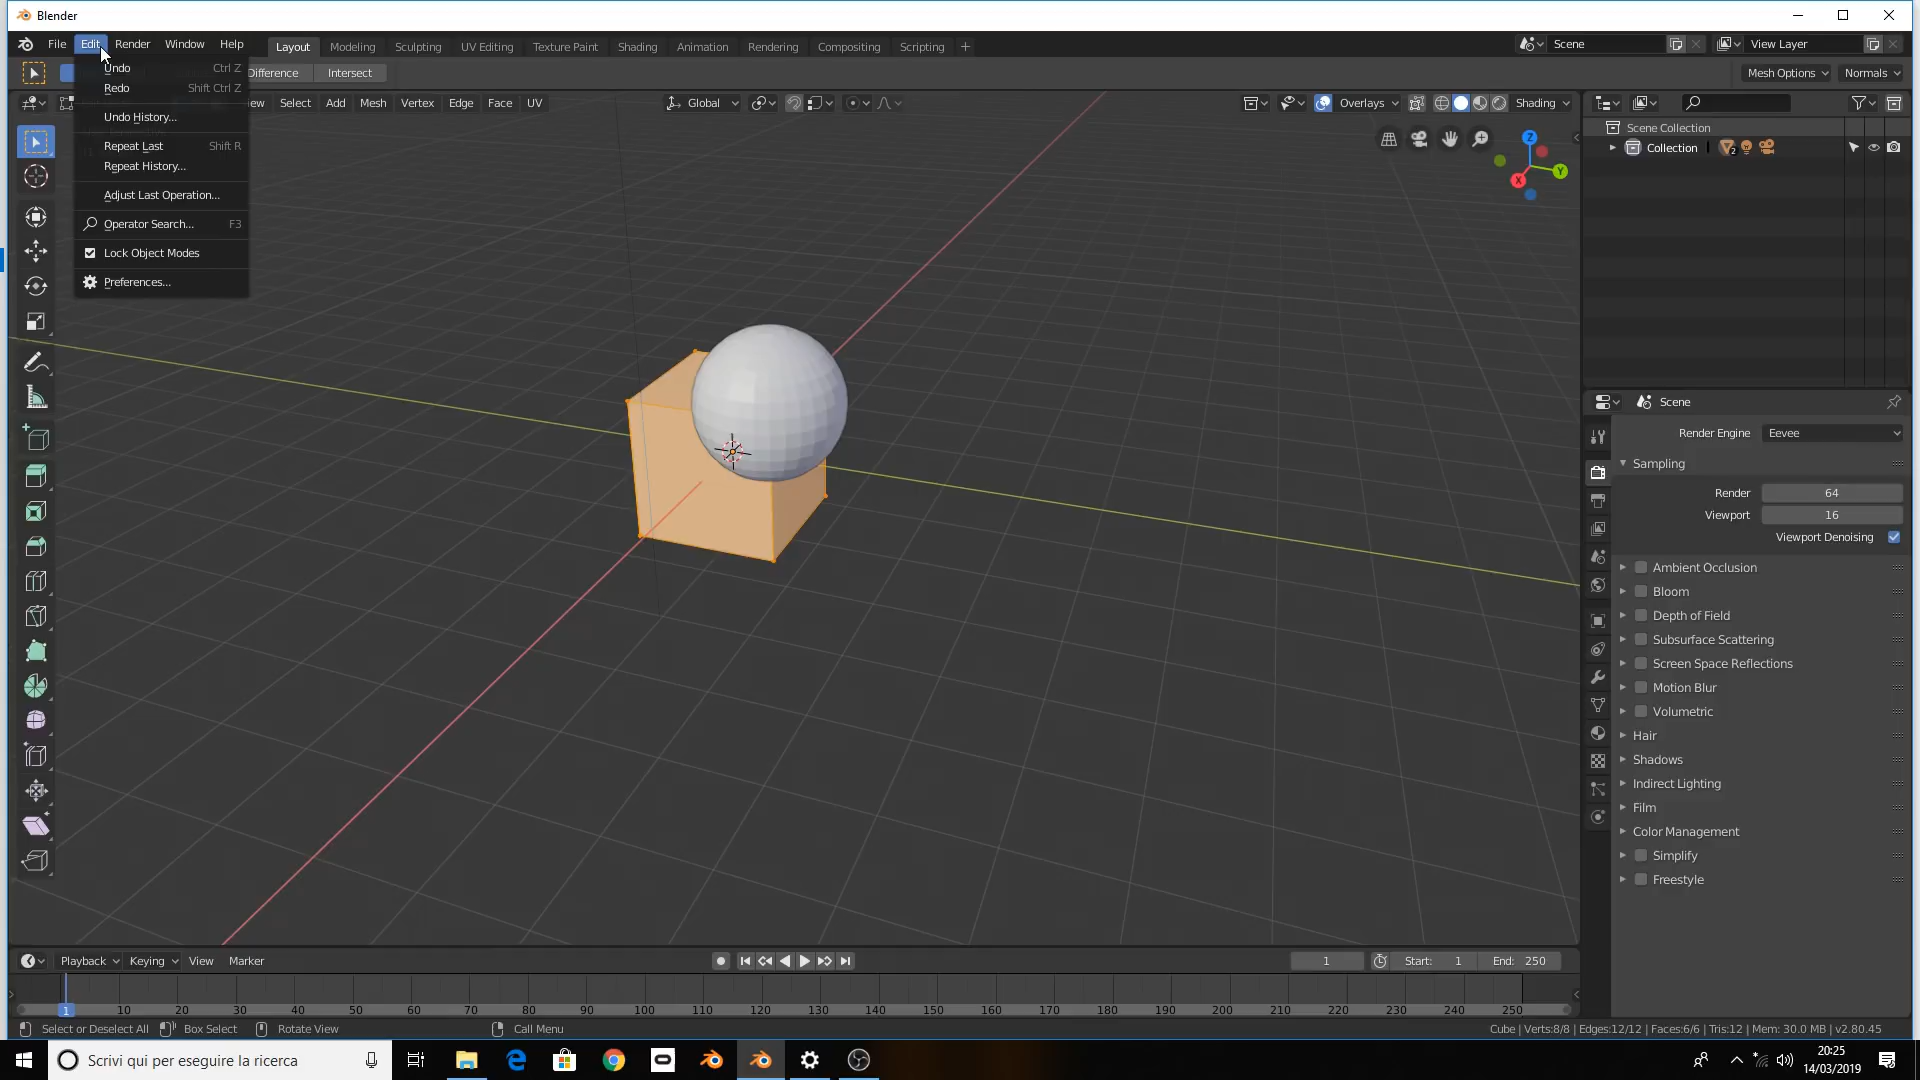 Blender
File Edit Render Window Help Layout Modeling Sculpting UV Editing Texture Paint Shading Animation Rendering Compositing Scripting + Scene View Layer
Difference Intersect Mesh Options Normals
Select Add Mesh Vertex Edge Face UV Global Overlays Shading
Undo Ctrl Z
Redo Shift Ctrl Z
Undo History...
Repeat Last Shift R
Repeat History...
Adjust Last Operation...
Operator Search... F3
Lock Object Modes
Preferences...
Z
Y
X
Scene Collection
Collection 2
Scene
Render Engine Eevee
Sampling
Render 64
Viewport 16
Viewport Denoising
Ambient Occlusion
Bloom
Depth of Field
Subsurface Scattering
Screen Space Reflections
Motion Blur
Volumetric
Hair
Shadows
Indirect Lighting
Film
Color Management
Simplify
Freestyle
Playback Keying View Marker 1 Start: 1 End: 250
1 10 20 30 40 50 60 70 80 90 100 110 120 130 140 150 160 170 180 190 200 210 220 230 240 250
Select or Deselect All Box Select Rotate View Call Menu Cube | Verts:8/8 | Edges:12/12 | Faces:6/6 | Tris:12 | Mem: 30.0 MB | v2.80.45
Scrivi qui per eseguire la ricerca
20:25
14/03/2019